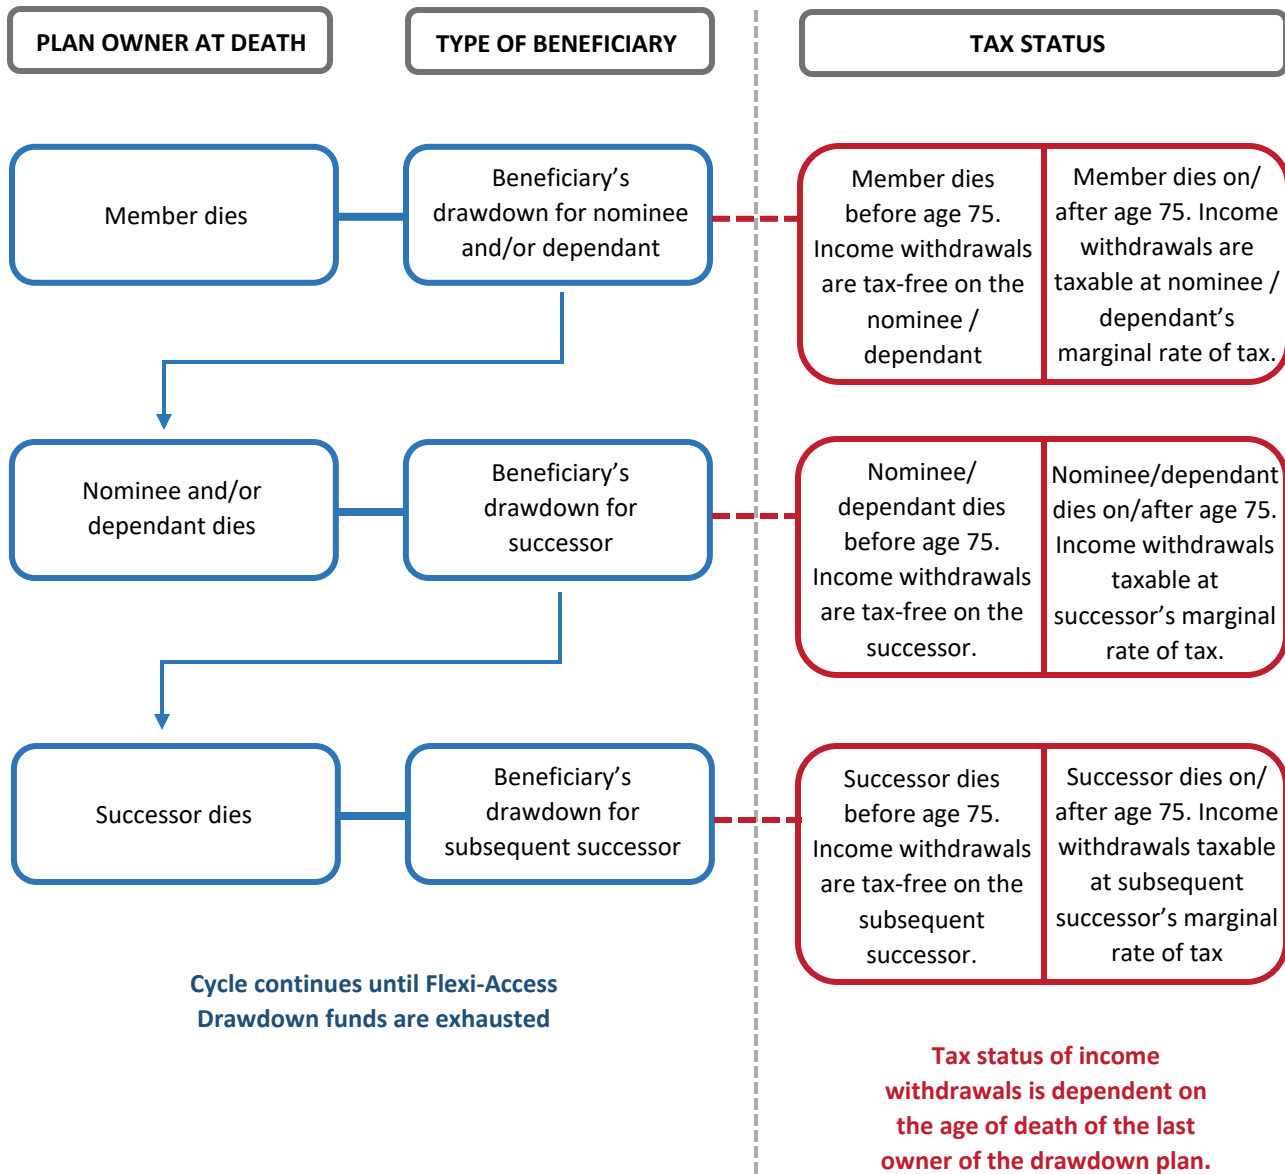 PLAN OWNER AT DEATH
TYPE OF BENEFICIARY
TAX STATUS
Member dies
Beneficiary’s
drawdown for nominee
and/or dependant
Member dies
before age 75.
Income withdrawals
are tax-free on the
nominee /
dependant
Member dies on/
after age 75. Income
withdrawals are
taxable at nominee /
dependant’s
marginal rate of tax.
Nominee and/or
dependant dies
Beneficiary’s
drawdown for
successor
Nominee/
dependant dies
before age 75.
Income withdrawals
are tax-free on the
successor.
Nominee/dependant
dies on/after age 75.
Income withdrawals
taxable at
successor’s marginal
rate of tax.
Successor dies
Beneficiary’s
drawdown for
subsequent successor
Successor dies
before age 75.
Income withdrawals
are tax-free on the
subsequent
successor.
Successor dies on/
after age 75. Income
withdrawals taxable
at subsequent
successor’s marginal
rate of tax
Cycle continues until Flexi-Access
Drawdown funds are exhausted
Tax status of income
withdrawals is dependent on
the age of death of the last
owner of the drawdown plan.